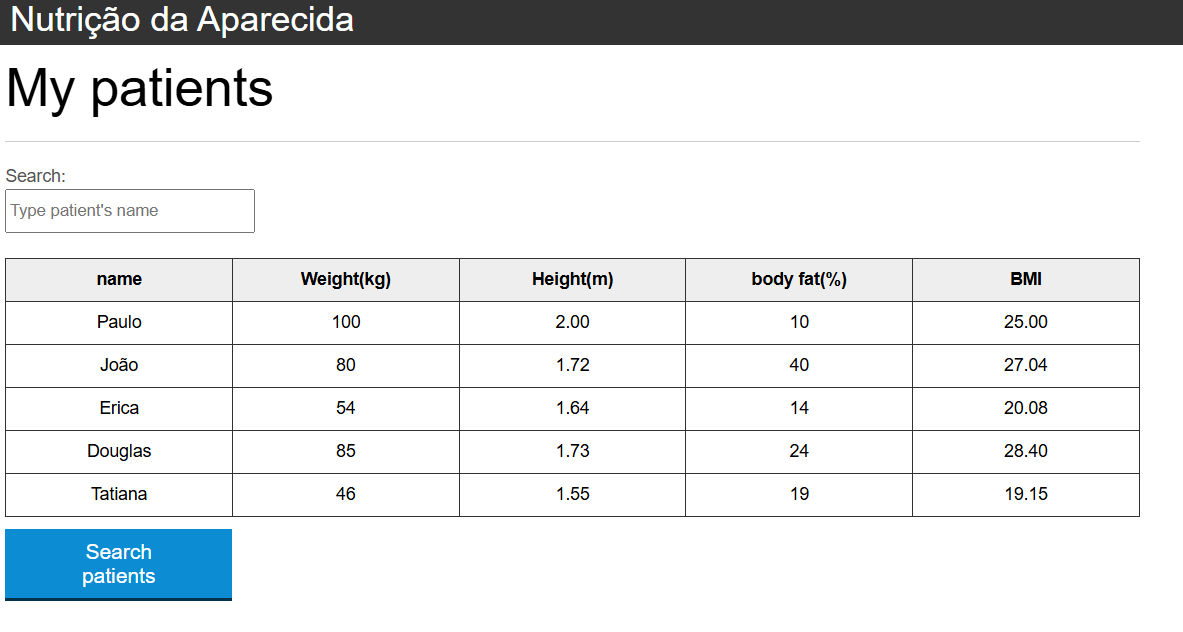 Nutrição da Aparecida
My patients
Search:
Type patient's name
name Weight(kg) Height(m) body fat(%) BMI
Paulo 100 2.00 10 25.00
João 80 1.72 40 27.04
Erica 54 1.64 14 20.08
Douglas 85 1.73 24 28.40
Tatiana 46 1.55 19 19.15
Search
patients